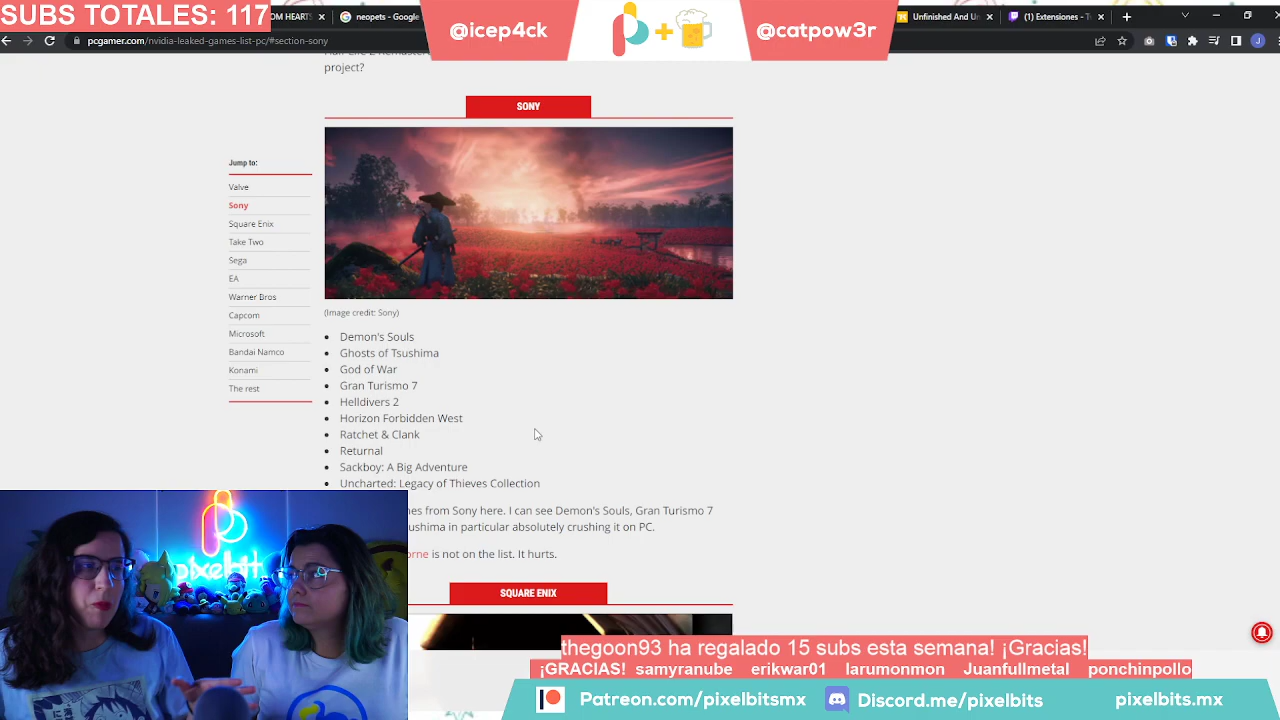 SUBS TOTALES: 117
OM HEARTS
neopets - Google
Unfinished And Un
(1) Extensiones - T
pcgamer.com/nvidia-leaked-games-list-pc/#section-sony
@icep4ck
@catpow3r
project?
SONY
Jump to:
Valve
Sony
Square Enix
Take Two
Sega
EA
Warner Bros
Capcom
Microsoft
Bandai Namco
Konami
The rest
(Image credit: Sony)
Demon's Souls
Ghosts of Tsushima
God of War
Gran Turismo 7
Helldivers 2
Horizon Forbidden West
Ratchet & Clank
Returnal
Sackboy: A Big Adventure
Uncharted: Legacy of Thieves Collection
nes from Sony here. I can see Demon's Souls, Gran Turismo 7
ushima in particular absolutely crushing it on PC.
orne is not on the list. It hurts.
SQUARE ENIX
pixelbit
thegoon93 ha regalado 15 subs esta semana! ¡Gracias!
¡GRACIAS! samyranube erikwar01 larumonmon Juanfullmetal ponchinpollo
Patreon.com/pixelbitsmx
Discord.me/pixelbits
pixelbits.mx